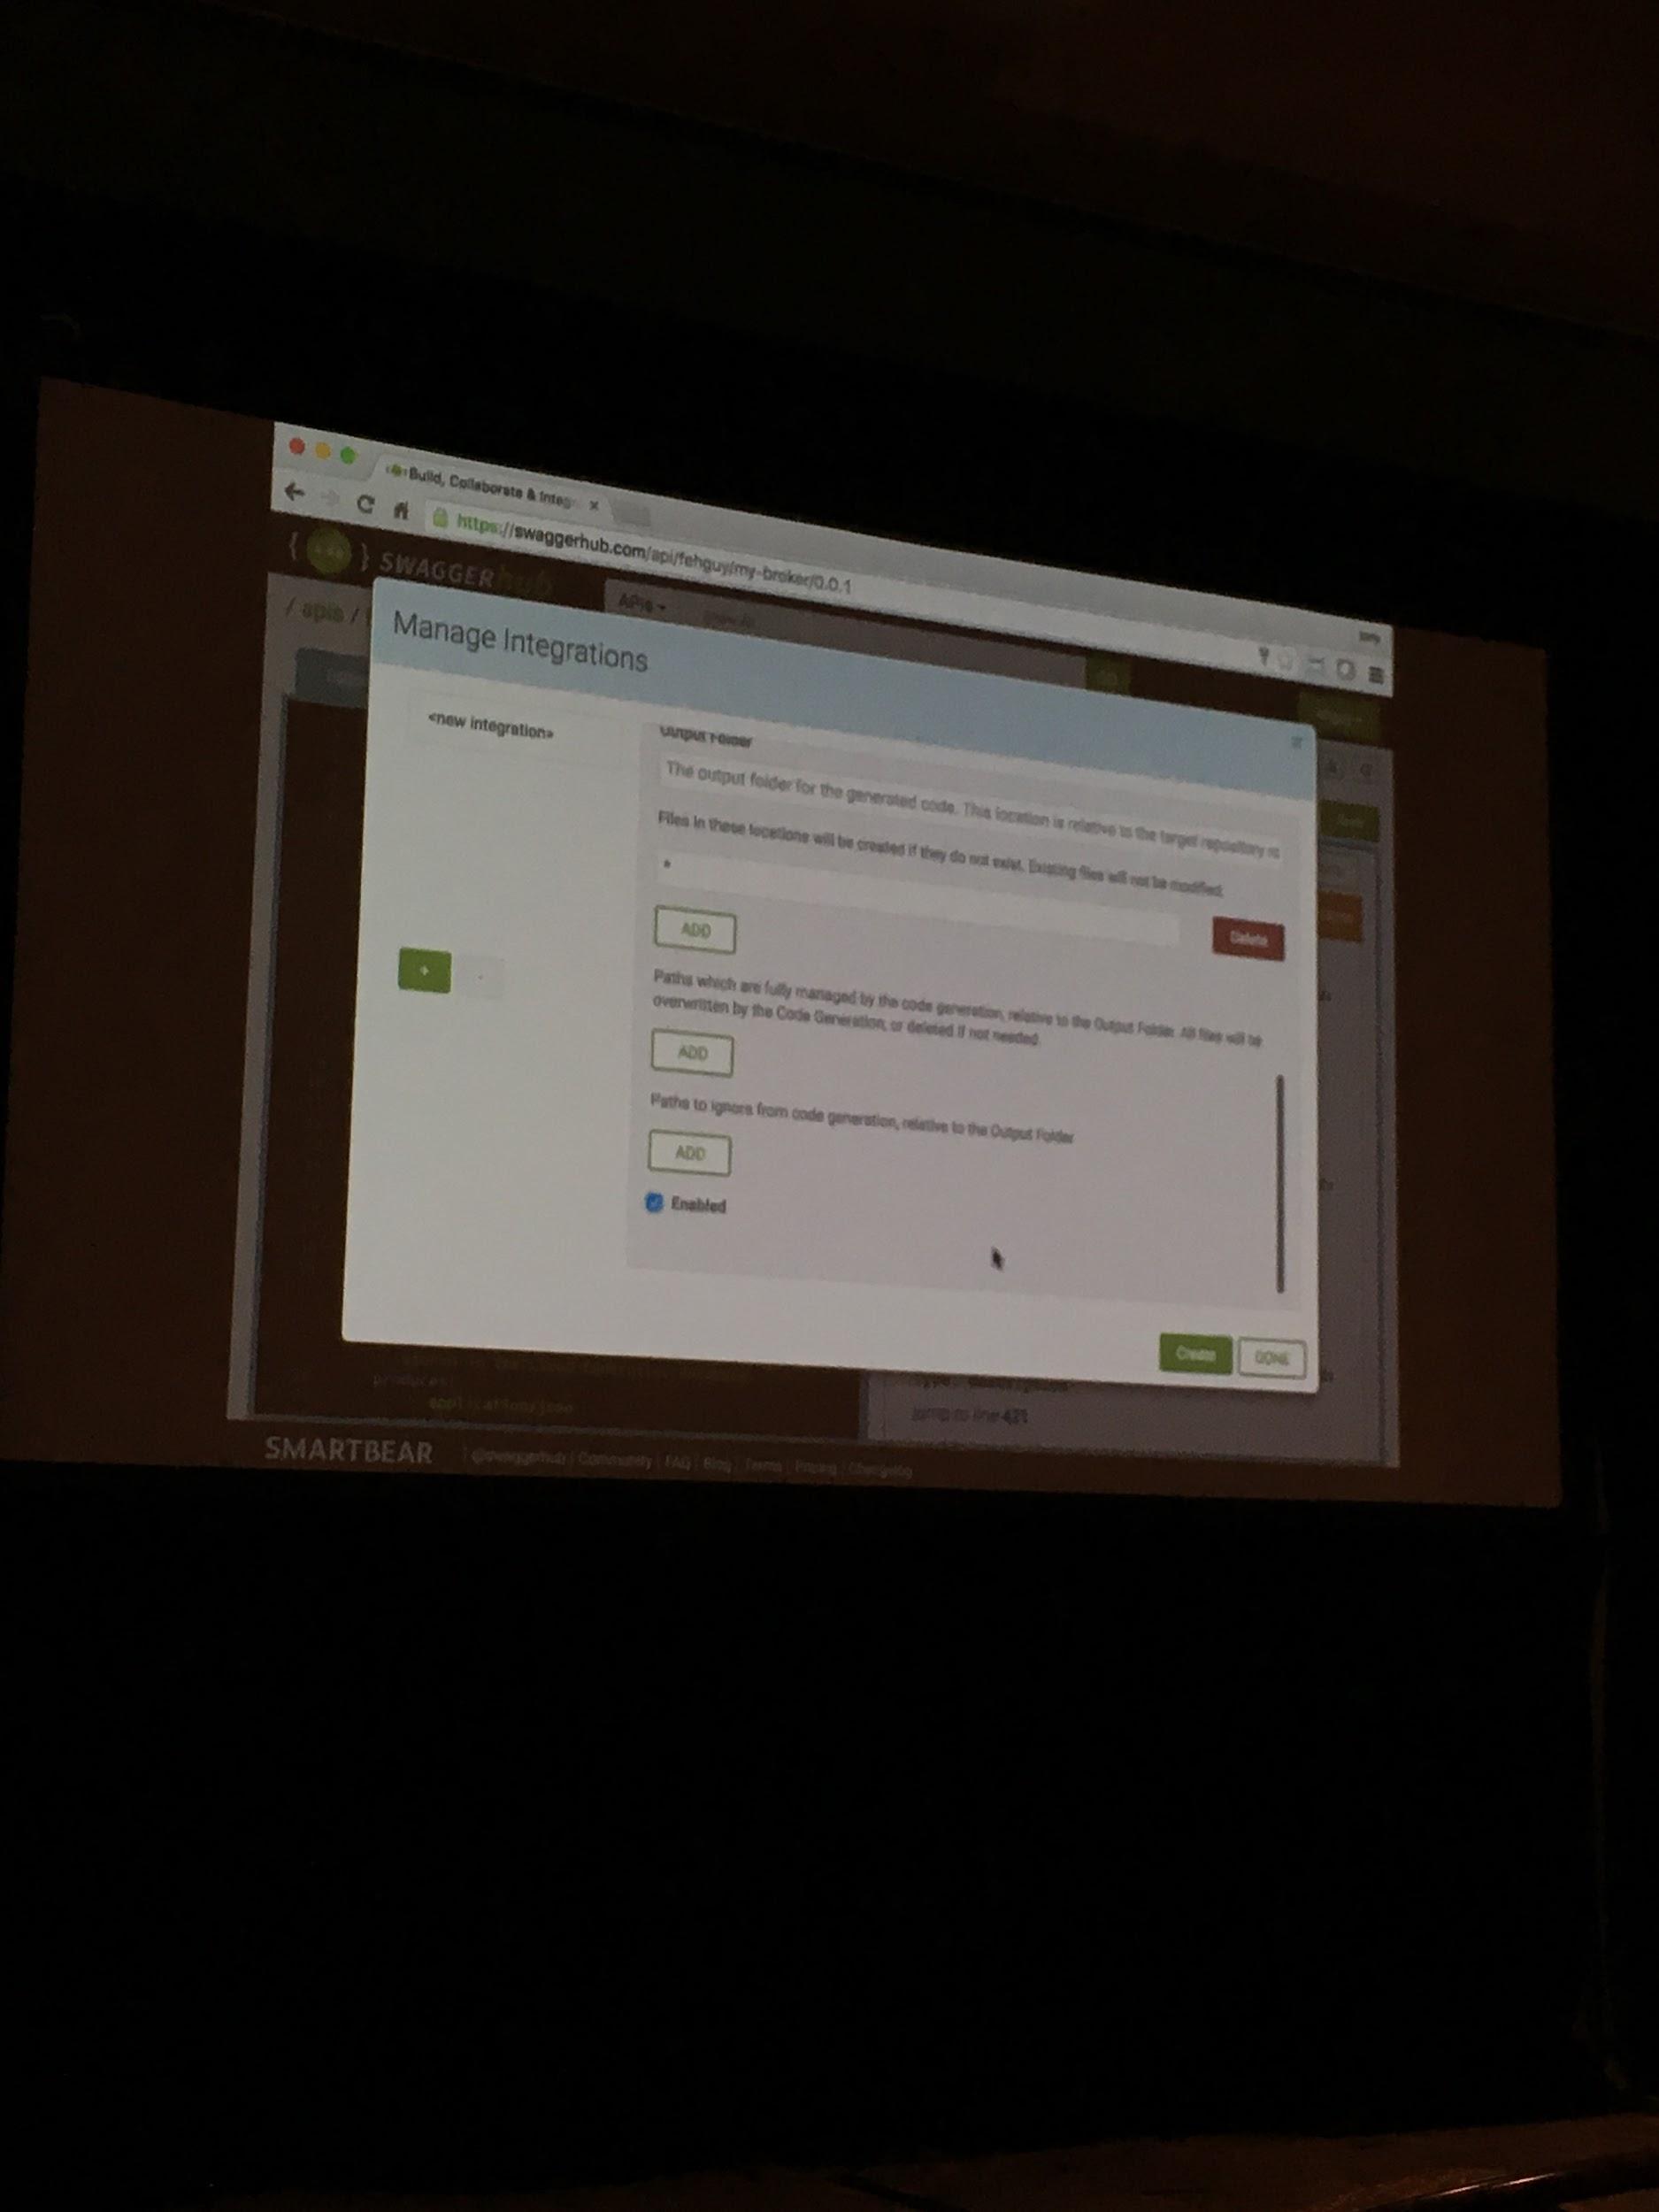 Build, Collaborate & Integ
https://swaggerhub.com/api/fehguy/my-broker/0.0.1
{ } SWAGGERhub
APIs
/ apis /
Manage Integrations
<new integration>
Output Folder
The output folder for the generated code. This location is relative to the target repository ro
Files in these locations will be created if they do not exist. Existing files will not be modified.
*
ADD
Delete
Paths which are fully managed by the code generation, relative to the Output Folder. All files will be
overwritten by the Code Generation, or deleted if not needed.
ADD
Paths to ignore from code generation, relative to the Output Folder
ADD
Enabled
+
-
Create
DONE
produces:
application/json
Jump to line 421
SMARTBEAR
| @swaggerhub | Community | FAQ | Blog | Terms | Pricing | Changelog